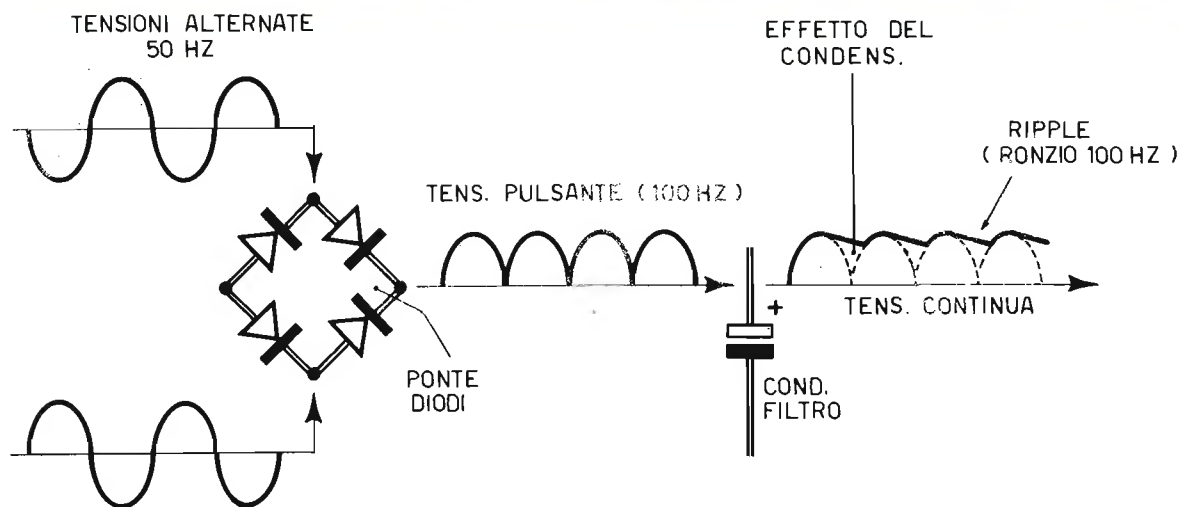 TENSIONI ALTERNATE
50 HZ
EFFETTO DEL
CONDENS.
RIPPLE
( RONZIO 100 HZ )
TENS. PULSANTE ( 100 HZ )
+
TENS. CONTINUA
PONTE
DIODI
COND.
FILTRO